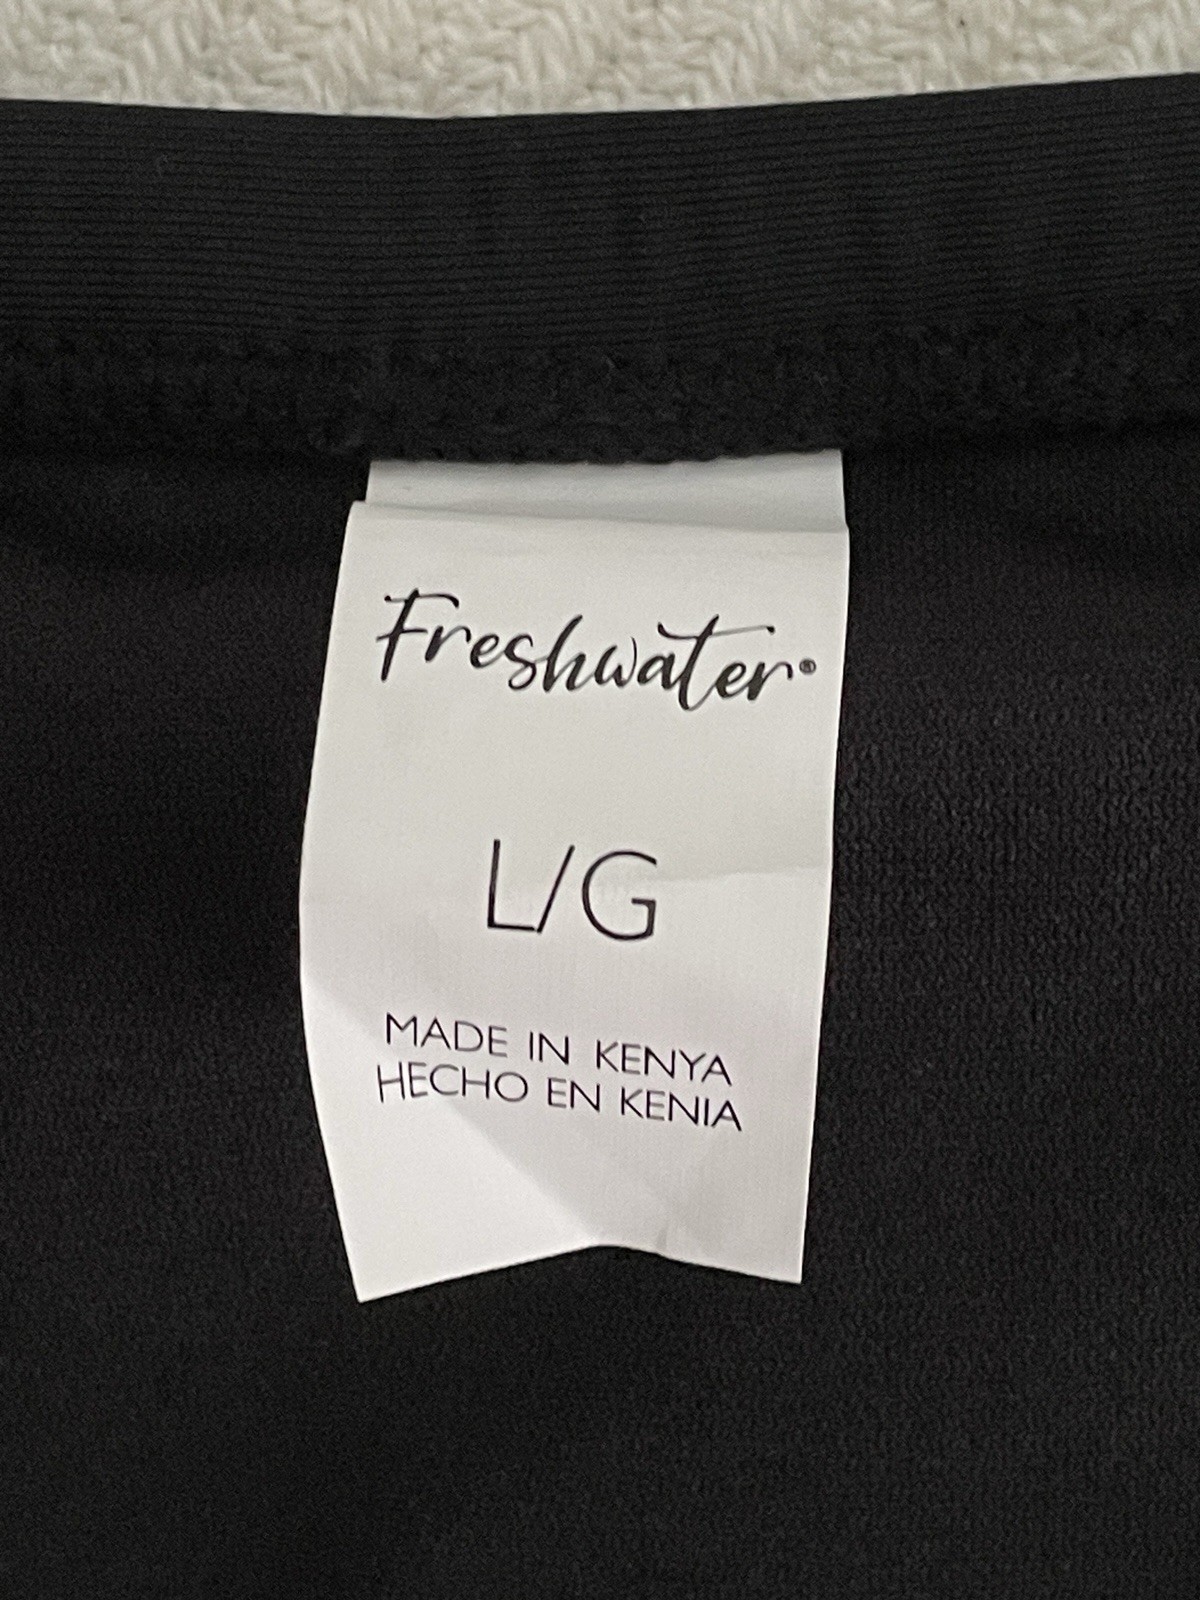 Freshwater®
L/G
MADE IN KENYA
HECHO EN KENIA